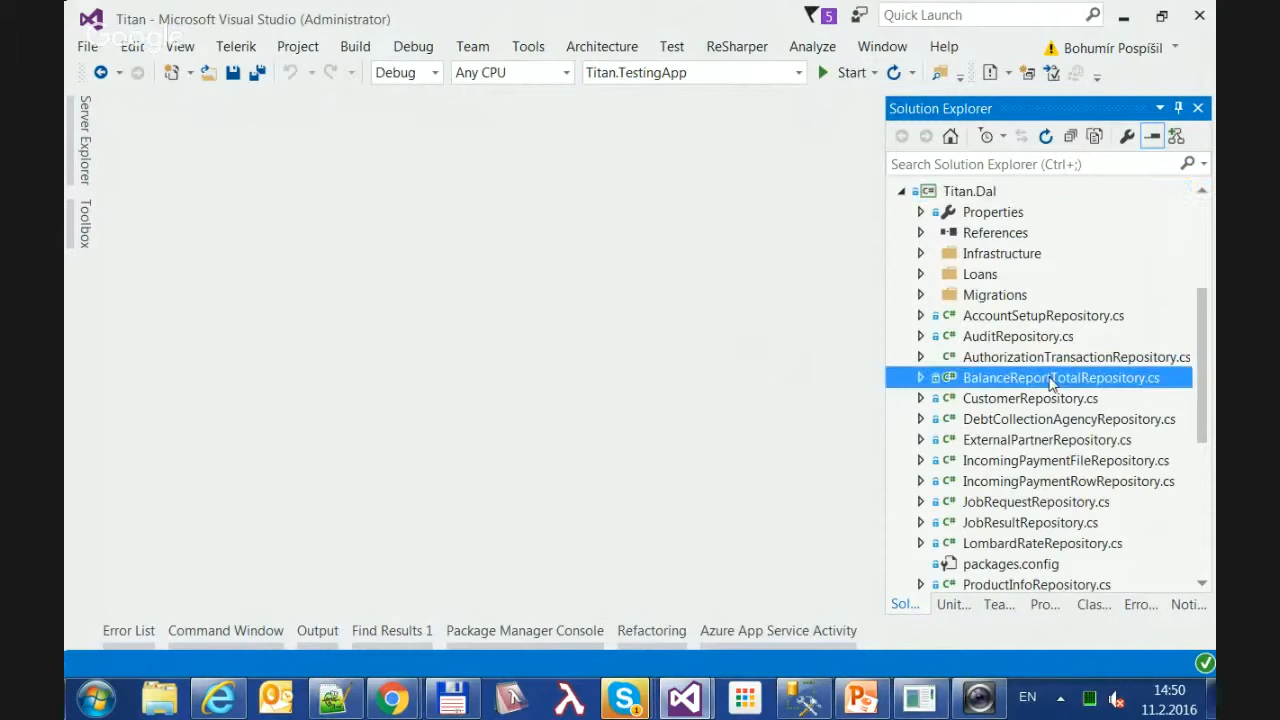 Titan - Microsoft Visual Studio (Administrator)
5
Quick Launch
Google
File Edit View Telerik Project Build Debug Team Tools Architecture Test ReSharper Analyze Window Help
Bohumír Pospíšil
Debug
Any CPU
Titan.TestingApp
Start
Server Explorer
Toolbox
Solution Explorer
Search Solution Explorer (Ctrl+;)
Titan.Dal
Properties
References
Infrastructure
Loans
Migrations
AccountSetupRepository.cs
AuditRepository.cs
AuthorizationTransactionRepository.cs
BalanceReportTotalRepository.cs
CustomerRepository.cs
DebtCollectionAgencyRepository.cs
ExternalPartnerRepository.cs
IncomingPaymentFileRepository.cs
IncomingPaymentRowRepository.cs
JobRequestRepository.cs
JobResultRepository.cs
LombardRateRepository.cs
packages.config
ProductInfoRepository.cs
Sol... Unit... Tea... Pro... Clas... Erro... Noti...
Error List Command Window Output Find Results 1 Package Manager Console Refactoring Azure App Service Activity
EN
14:50
11.2.2016